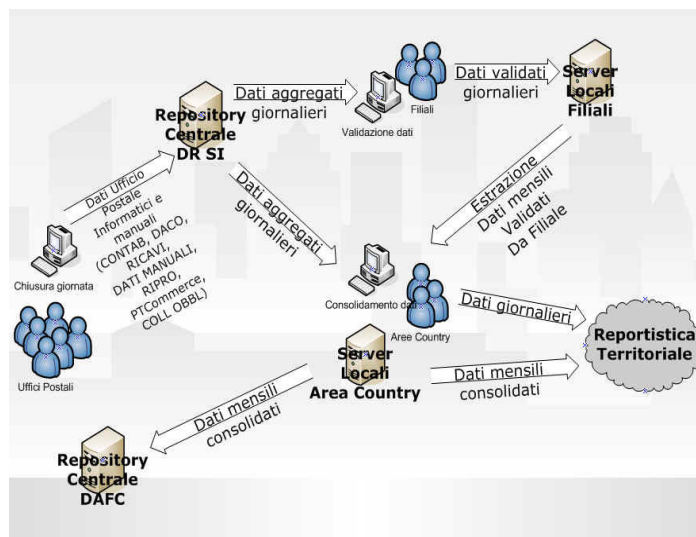 Dati aggregati
giornalieri
Filiali
Validazione dati
Dati validati
giornalieri
Server
Locali
Filiali
Repository
Centrale
DR SI
Dati Ufficio
Postale
Informatici e
manuali
(CONTAB, DACO,
RICAVI,
DATI MANUALI,
RIPRO,
PTCommerce,
COLL OBBL)
Chiusura giornata
Uffici Postali
Dati aggregati
giornalieri
Estrazione
Dati mensili
Validati
Da Filiale
Consolidamento dati
Aree Country
Dati giornalieri
Reportistica
Territoriale
Server
Locali
Area Country
Dati mensili
consolidati
Dati mensili
consolidati
Repository
Centrale
DAFC